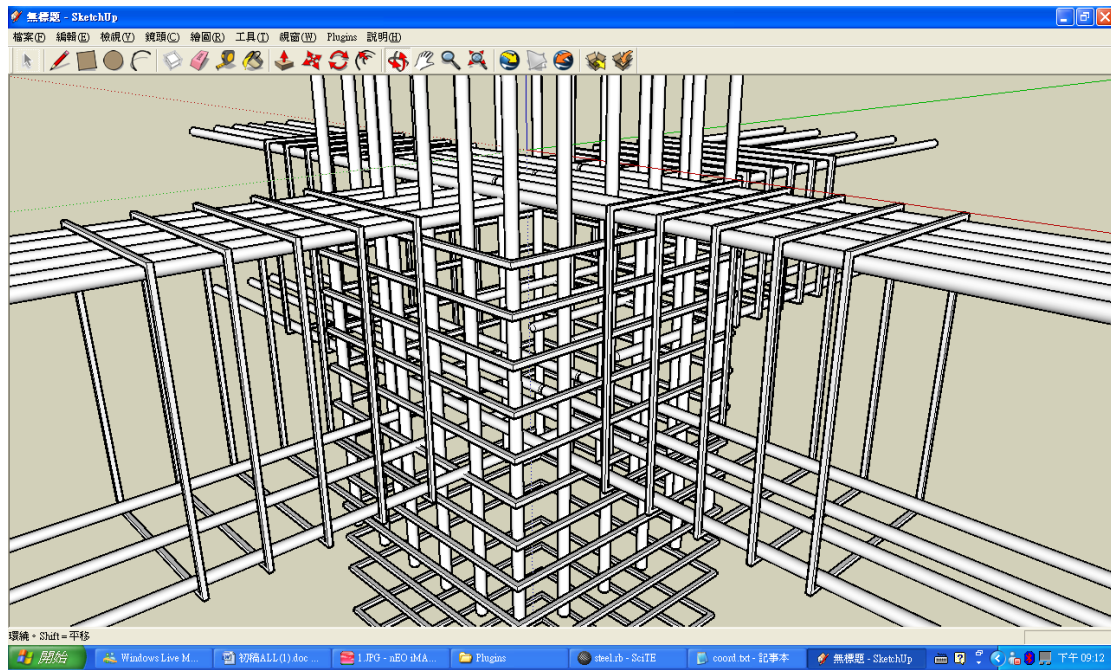 無標題 - SketchUp
檔案(F) 編輯(E) 檢視(V) 鏡頭(C) 繪圖(R) 工具(T) 視窗(W) Plugins 說明(H)
環繞。Shift = 平移
開始 Windows Live M... 初稿ALL(1).doc ... 1.JPG - nEO iMA... Plugins steel.rb - SciTE coord.txt - 記事本 無標題 - SketchUp 下午 09:12